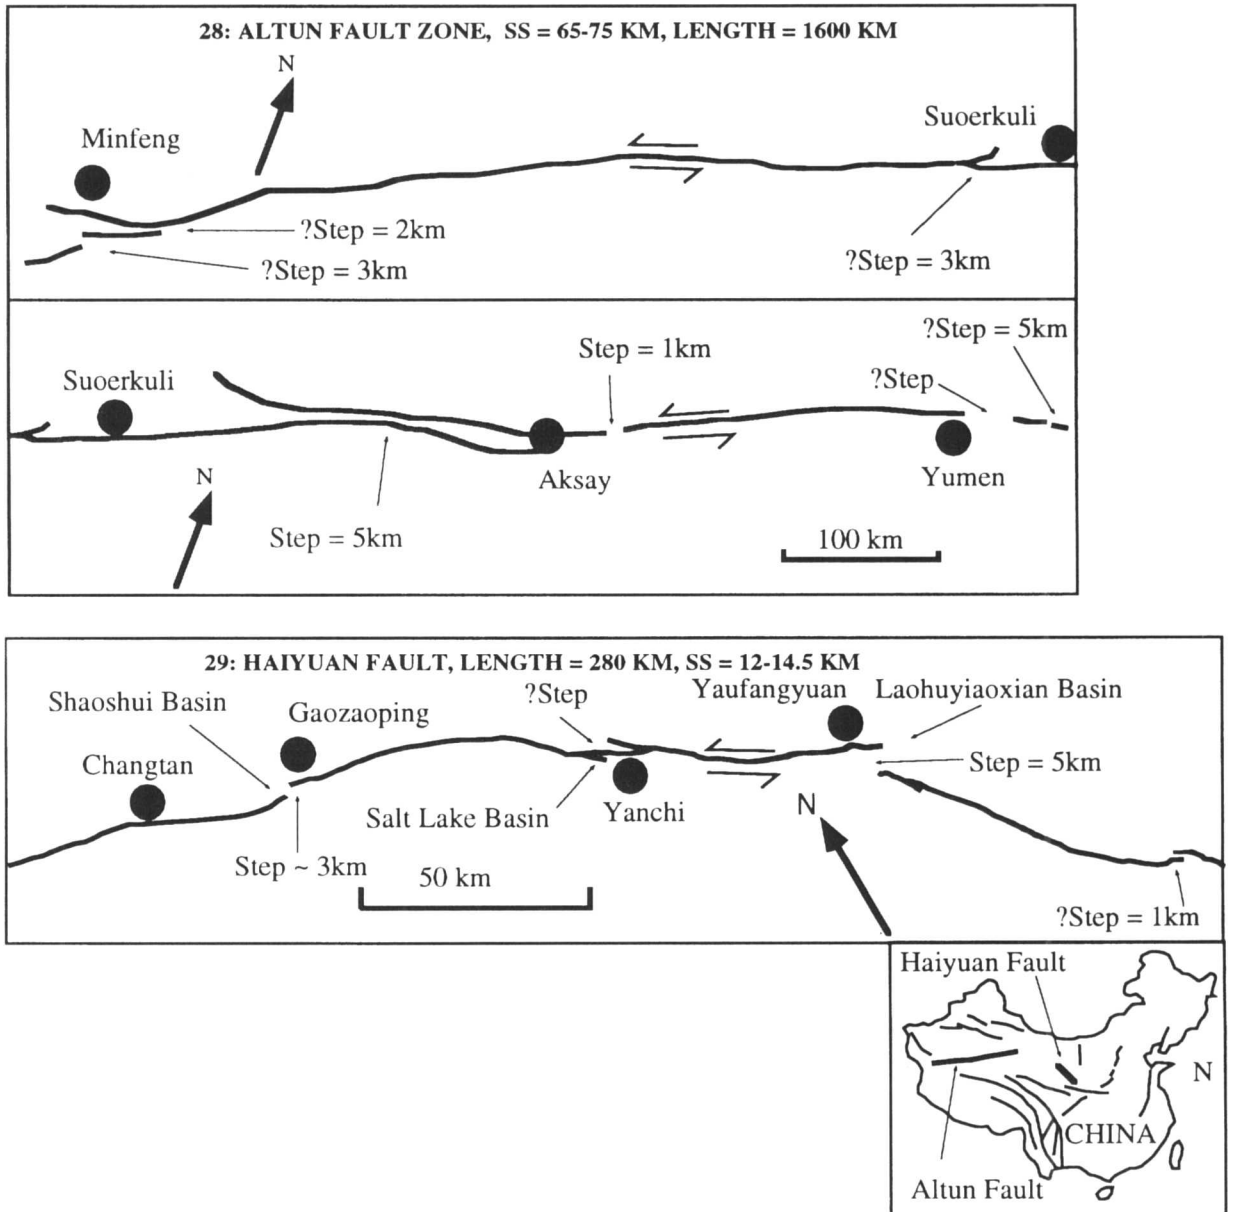 28: ALTUN FAULT ZONE, SS = 65-75 KM, LENGTH = 1600 KM
N
Minfeng
Suoerkuli
?Step = 2km
?Step = 3km
?Step = 3km
?Step = 5km
Step = 1km
Suoerkuli
?Step
N
Aksay
Yumen
Step = 5km
100 km
29: HAIYUAN FAULT, LENGTH = 280 KM, SS = 12-14.5 KM
Shaoshui Basin
Gaozaoping
?Step
Yaufangyuan
Laohuyiaoxian Basin
Changtan
Step = 5km
Salt Lake Basin
Yanchi
N
Step ~ 3km
50 km
?Step = 1km
Haiyuan Fault
N
CHINA
Altun Fault